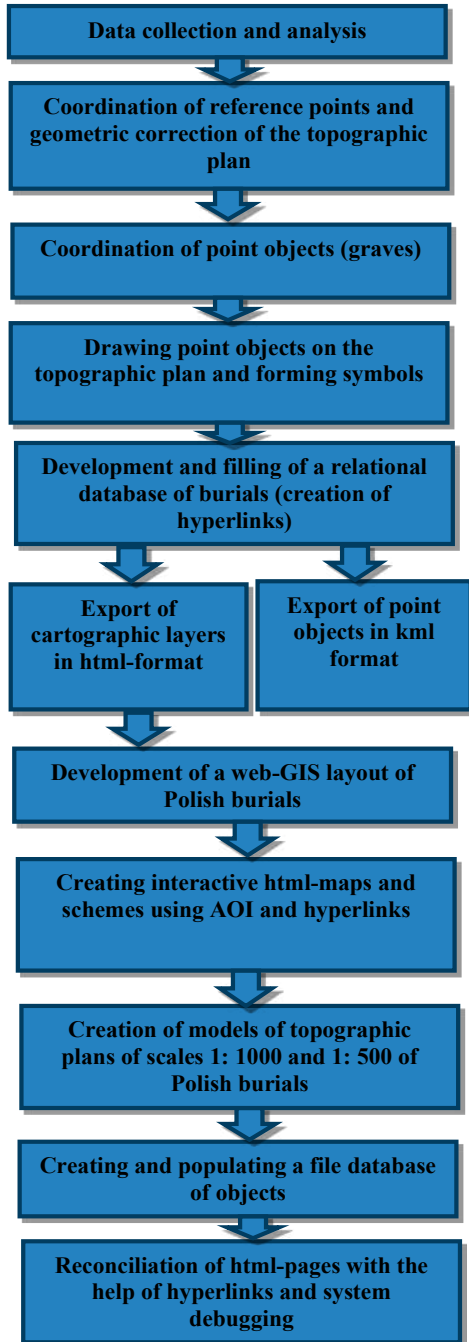 Data collection and analysis
Coordination of reference points and
geometric correction of the topographic
plan
Coordination of point objects (graves)
Drawing point objects on the
topographic plan and forming symbols
Development and filling of a relational
database of burials (creation of
hyperlinks)
Export of
cartographic layers
in html-format
Export of point
objects in kml
format
Development of a web-GIS layout of
Polish burials
Creating interactive html-maps and
schemes using AOI and hyperlinks
Creation of models of topographic
plans of scales 1: 1000 and 1: 500 of
Polish burials
Creating and populating a file database
of objects
Reconciliation of html-pages with the
help of hyperlinks and system
debugging